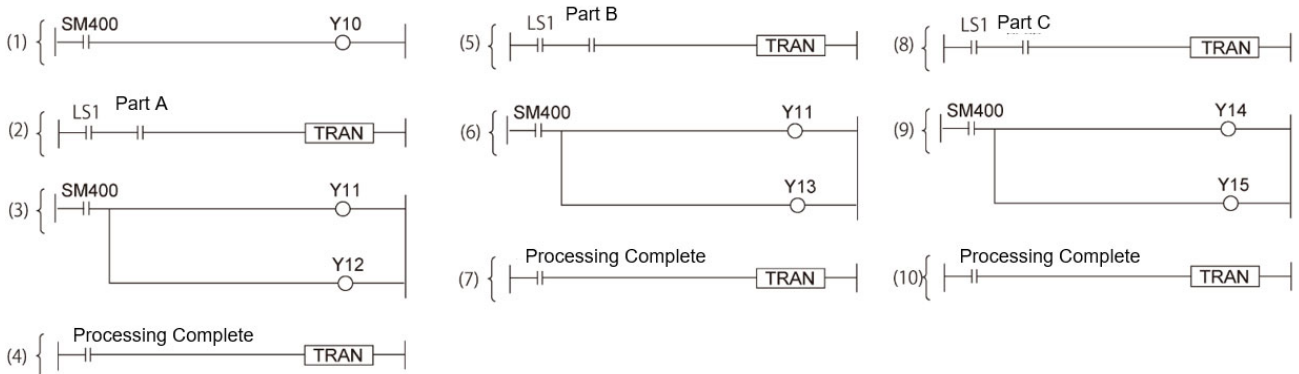 (1) SM400 Y10
(2) LS1 Part A TRAN
(3) SM400 Y11
Y12
(4) Processing Complete TRAN
(5) LS1 Part B TRAN
(6) SM400 Y11
Y13
(7) Processing Complete TRAN
(8) LS1 Part C TRAN
(9) SM400 Y14
Y15
(10) Processing Complete TRAN